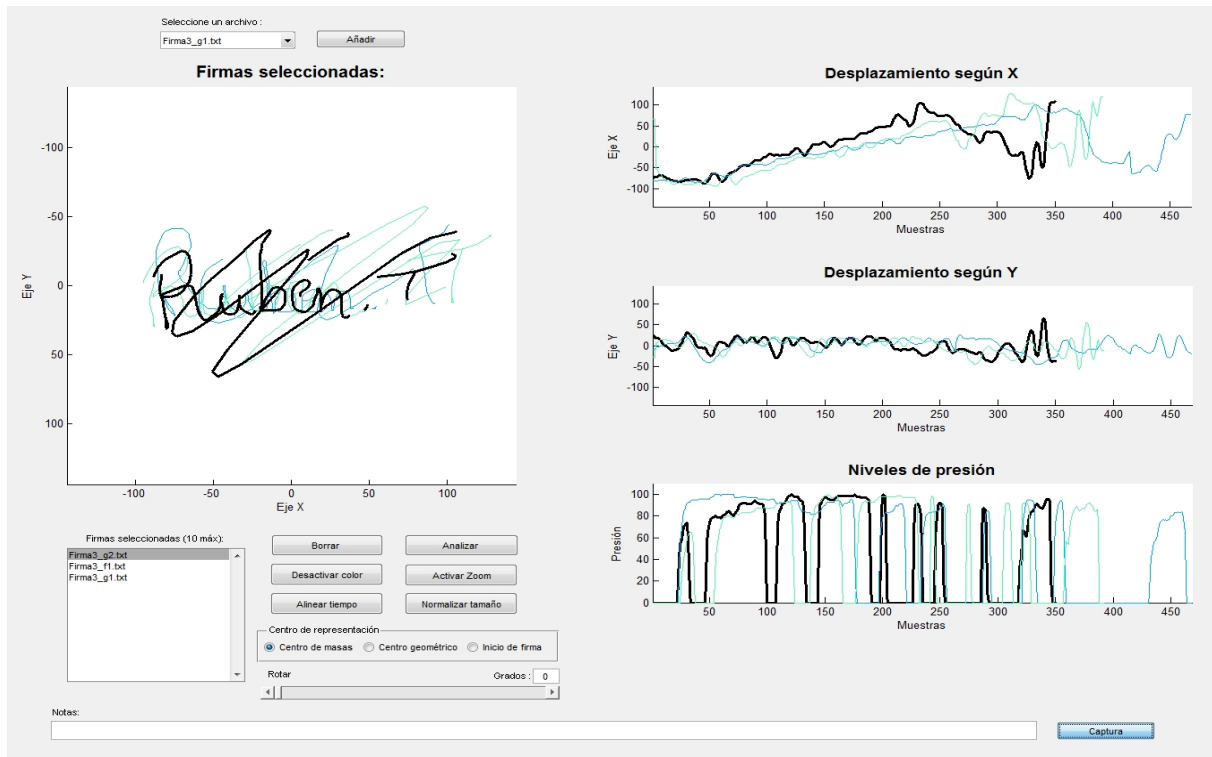 Seleccione un archivo :
Firma3_g1.txt
Añadir
Firmas seleccionadas:
-100
-50
0
50
100
Eje Y
-100 -50 0 50 100
Eje X
Ruben. T
Desplazamiento según X
100
50
0
-50
-100
Eje X
50 100 150 200 250 300 350 400 450
Muestras
Desplazamiento según Y
100
50
0
-50
-100
Eje Y
50 100 150 200 250 300 350 400 450
Muestras
Niveles de presión
100
80
60
40
20
0
Presión
50 100 150 200 250 300 350 400 450
Muestras
Firmas seleccionadas (10 máx):
Firma3_g2.txt
Firma3_f1.txt
Firma3_g1.txt
Borrar
Analizar
Desactivar color
Activar Zoom
Alinear tiempo
Normalizar tamaño
Centro de representación
Centro de masas Centro geométrico Inicio de firma
Rotar
Grados : 0
Notas:
Captura